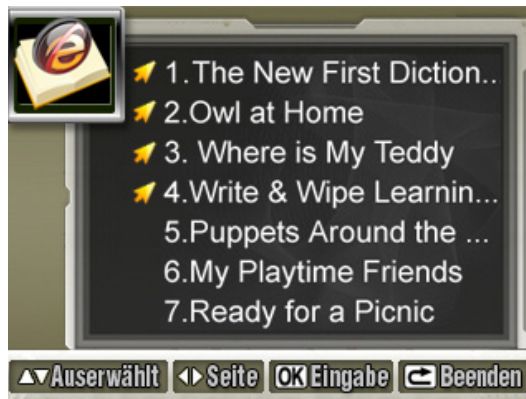 1.The New First Diction..
2.Owl at Home
3. Where is My Teddy
4.Write & Wipe Learnin...
5.Puppets Around the ...
6.My Playtime Friends
7.Ready for a Picnic
Auserwählt Seite OK Eingabe Beenden